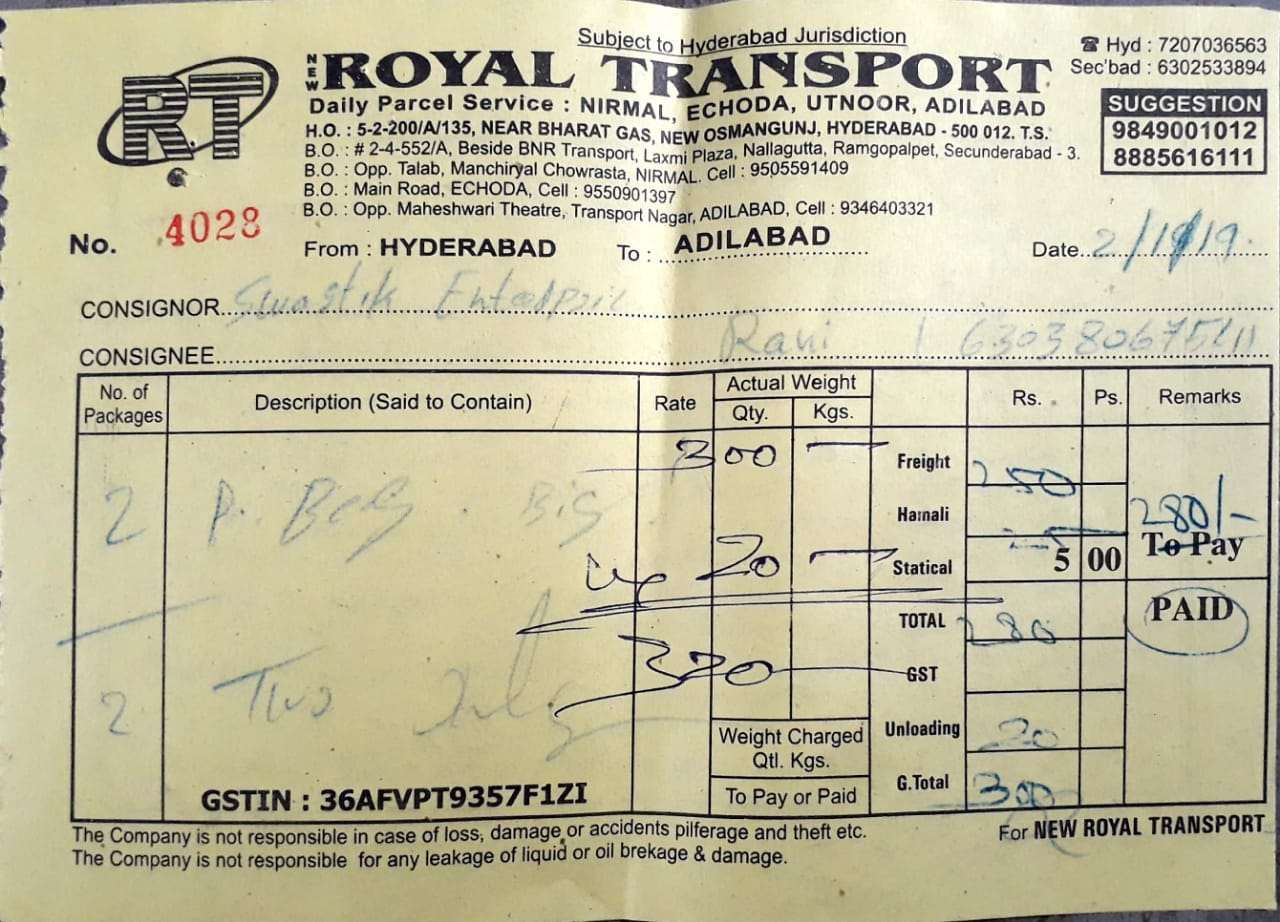 Subject to Hyderabad Jurisdiction
☎ Hyd : 7207036563
Sec'bad : 6302533894
RT
NEW ROYAL TRANSPORT
Daily Parcel Service : NIRMAL, ECHODA, UTNOOR, ADILABAD
SUGGESTION
9849001012
8885616111
H.O. : 5-2-200/A/135, NEAR BHARAT GAS, NEW OSMANGUNJ, HYDERABAD - 500 012. T.S.
B.O. : # 2-4-552/A, Beside BNR Transport, Laxmi Plaza, Nallagutta, Ramgopalpet, Secunderabad - 3.
B.O. : Opp. Talab, Manchiryal Chowrasta, NIRMAL. Cell : 9505591409
B.O. : Main Road, ECHODA, Cell : 9550901397
B.O. : Opp. Maheshwari Theatre, Transport Nagar, ADILABAD, Cell : 9346403321
No. 4028 From : HYDERABAD To : ADILABAD Date
CONSIGNOR Swastik
CONSIGNEE Ravi
No. of Packages Description (Said to Contain) Rate Actual Weight Qty. Kgs. Rs. Ps. Remarks
300 Freight 250
2 P. Big Hamali 280/-
20 Statical 5 00 To Pay
TOTAL 280 PAID
320 GST
2 Two
Weight Charged Qtl. Kgs. Unloading 20
GSTIN : 36AFVPT9357F1ZI To Pay or Paid G.Total 300
The Company is not responsible in case of loss, damage or accidents pilferage and theft etc.
For NEW ROYAL TRANSPORT
The Company is not responsible for any leakage of liquid or oil brekage & damage.